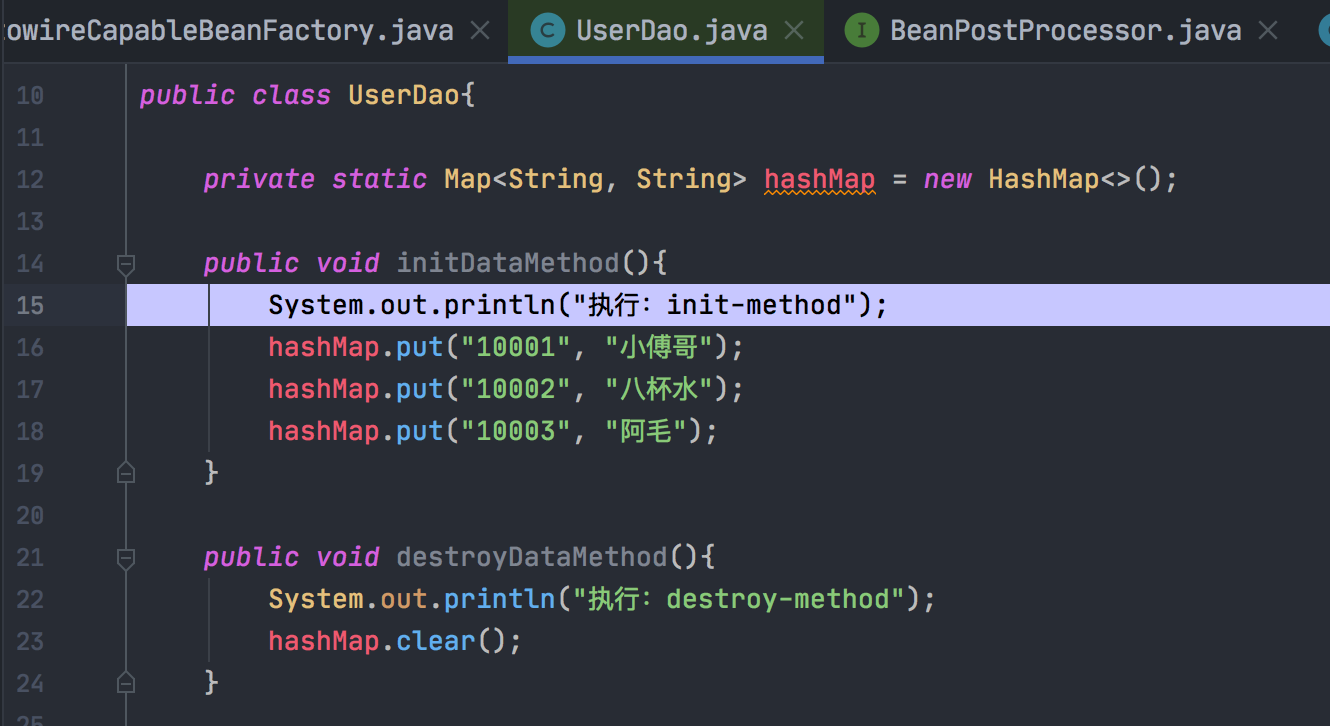 owireCapableBeanFactory.java
C UserDao.java
I BeanPostProcessor.java
10 public class UserDao{
11
12 private static Map<String, String> hashMap = new HashMap<>();
13
14 public void initDataMethod(){
15 System.out.println("执行：init-method");
16 hashMap.put("10001", "小傅哥");
17 hashMap.put("10002", "八杯水");
18 hashMap.put("10003", "阿毛");
19 }
20
21 public void destroyDataMethod(){
22 System.out.println("执行：destroy-method");
23 hashMap.clear();
24 }
25